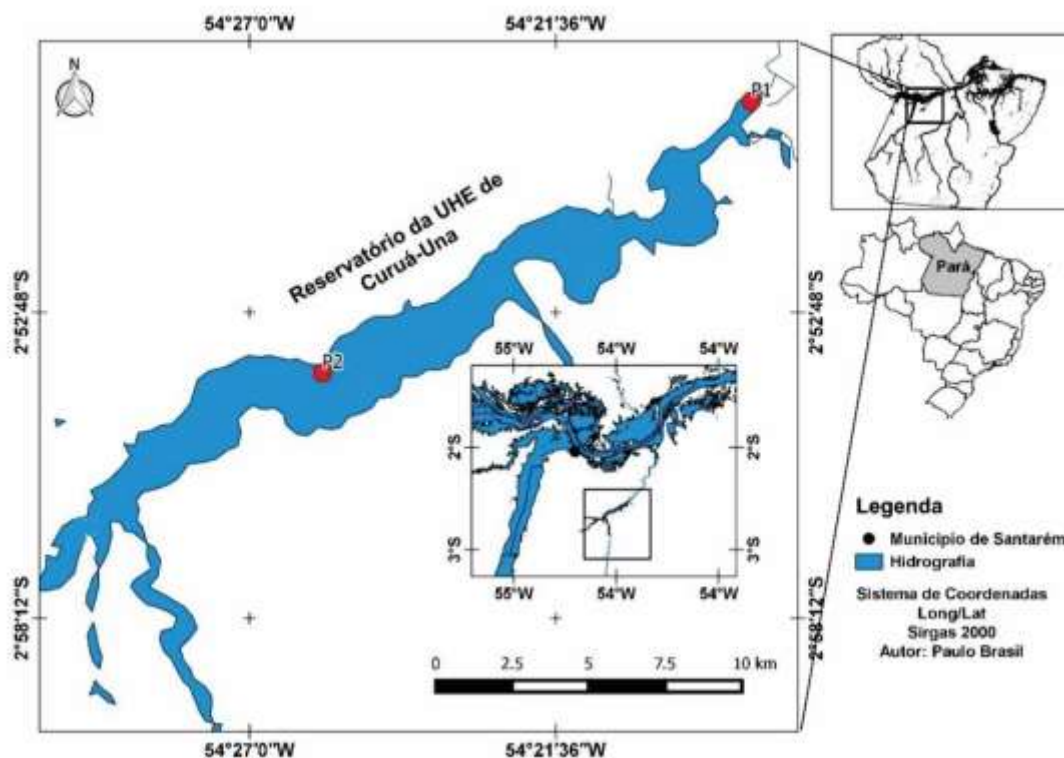 54°27'0"W
54°21'36"W
N
P1
Reservatório da UHE de
Curuá-Una
2°52'48"S
2°52'48"S
P2
Pará
55°W
54°W
54°W
2°S
2°S
3°S
3°S
55°W
54°W
54°W
Legenda
Município de Santarém
Hidrografia
Sistema de Coordenadas
Long/Lat
Sirgas 2000
Autor: Paulo Brasil
2°58'12"S
2°58'12"S
0
2.5
5
7.5
10 km
54°27'0"W
54°21'36"W